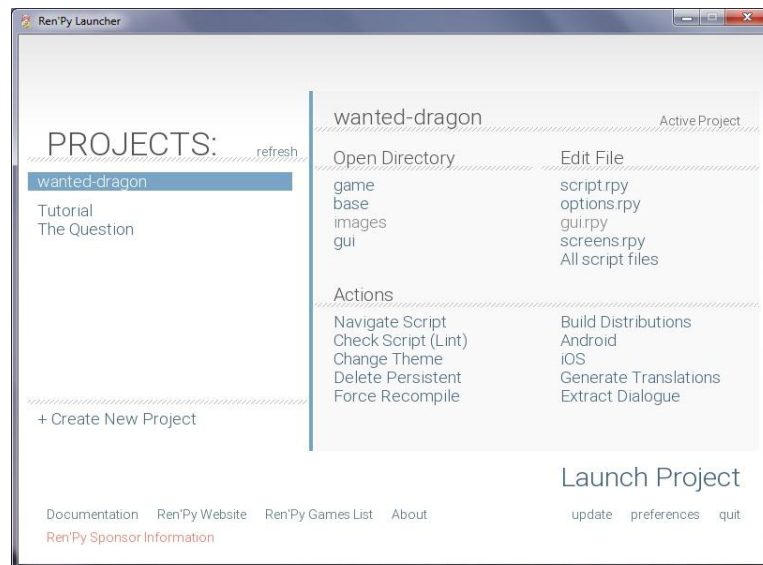 Ren'Py Launcher
PROJECTS:
refresh
wanted-dragon
Tutorial
The Question
+ Create New Project
wanted-dragon
Active Project
Open Directory
game
base
images
gui
Edit File
script.rpy
options.rpy
gui.rpy
screens.rpy
All script files
Actions
Navigate Script
Check Script (Lint)
Change Theme
Delete Persistent
Force Recompile
Build Distributions
Android
iOS
Generate Translations
Extract Dialogue
Launch Project
Documentation Ren'Py Website Ren'Py Games List About
update preferences quit
Ren'Py Sponsor Information